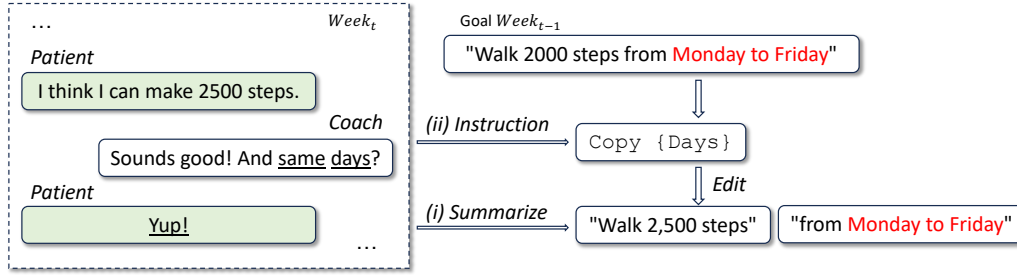 ...
Week_t
Patient
I think I can make 2500 steps.
Coach
Sounds good! And same days?
Patient
Yup!
...
Goal Week_{t−1}
"Walk 2000 steps from Monday to Friday"
(ii) Instruction
Copy {Days}
Edit
(i) Summarize
"Walk 2,500 steps"
"from Monday to Friday"